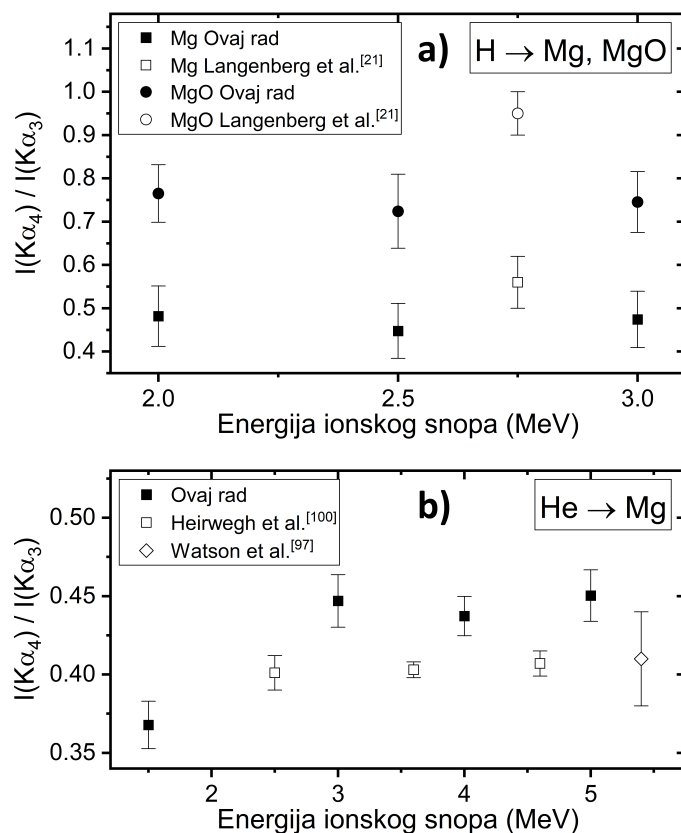 a)
H → Mg, MgO
■ Mg Ovaj rad
□ Mg Langenberg et al.[21]
● MgO Ovaj rad
○ MgO Langenberg et al.[21]
I(Kα4) / I(Kα3)
1.1
1.0
0.9
0.8
0.7
0.6
0.5
0.4
2.0 2.5 3.0
Energija ionskog snopa (MeV)
b)
He → Mg
■ Ovaj rad
□ Heirwegh et al.[100]
◇ Watson et al.[97]
I(Kα4) / I(Kα3)
0.50
0.45
0.40
0.35
2 3 4 5
Energija ionskog snopa (MeV)